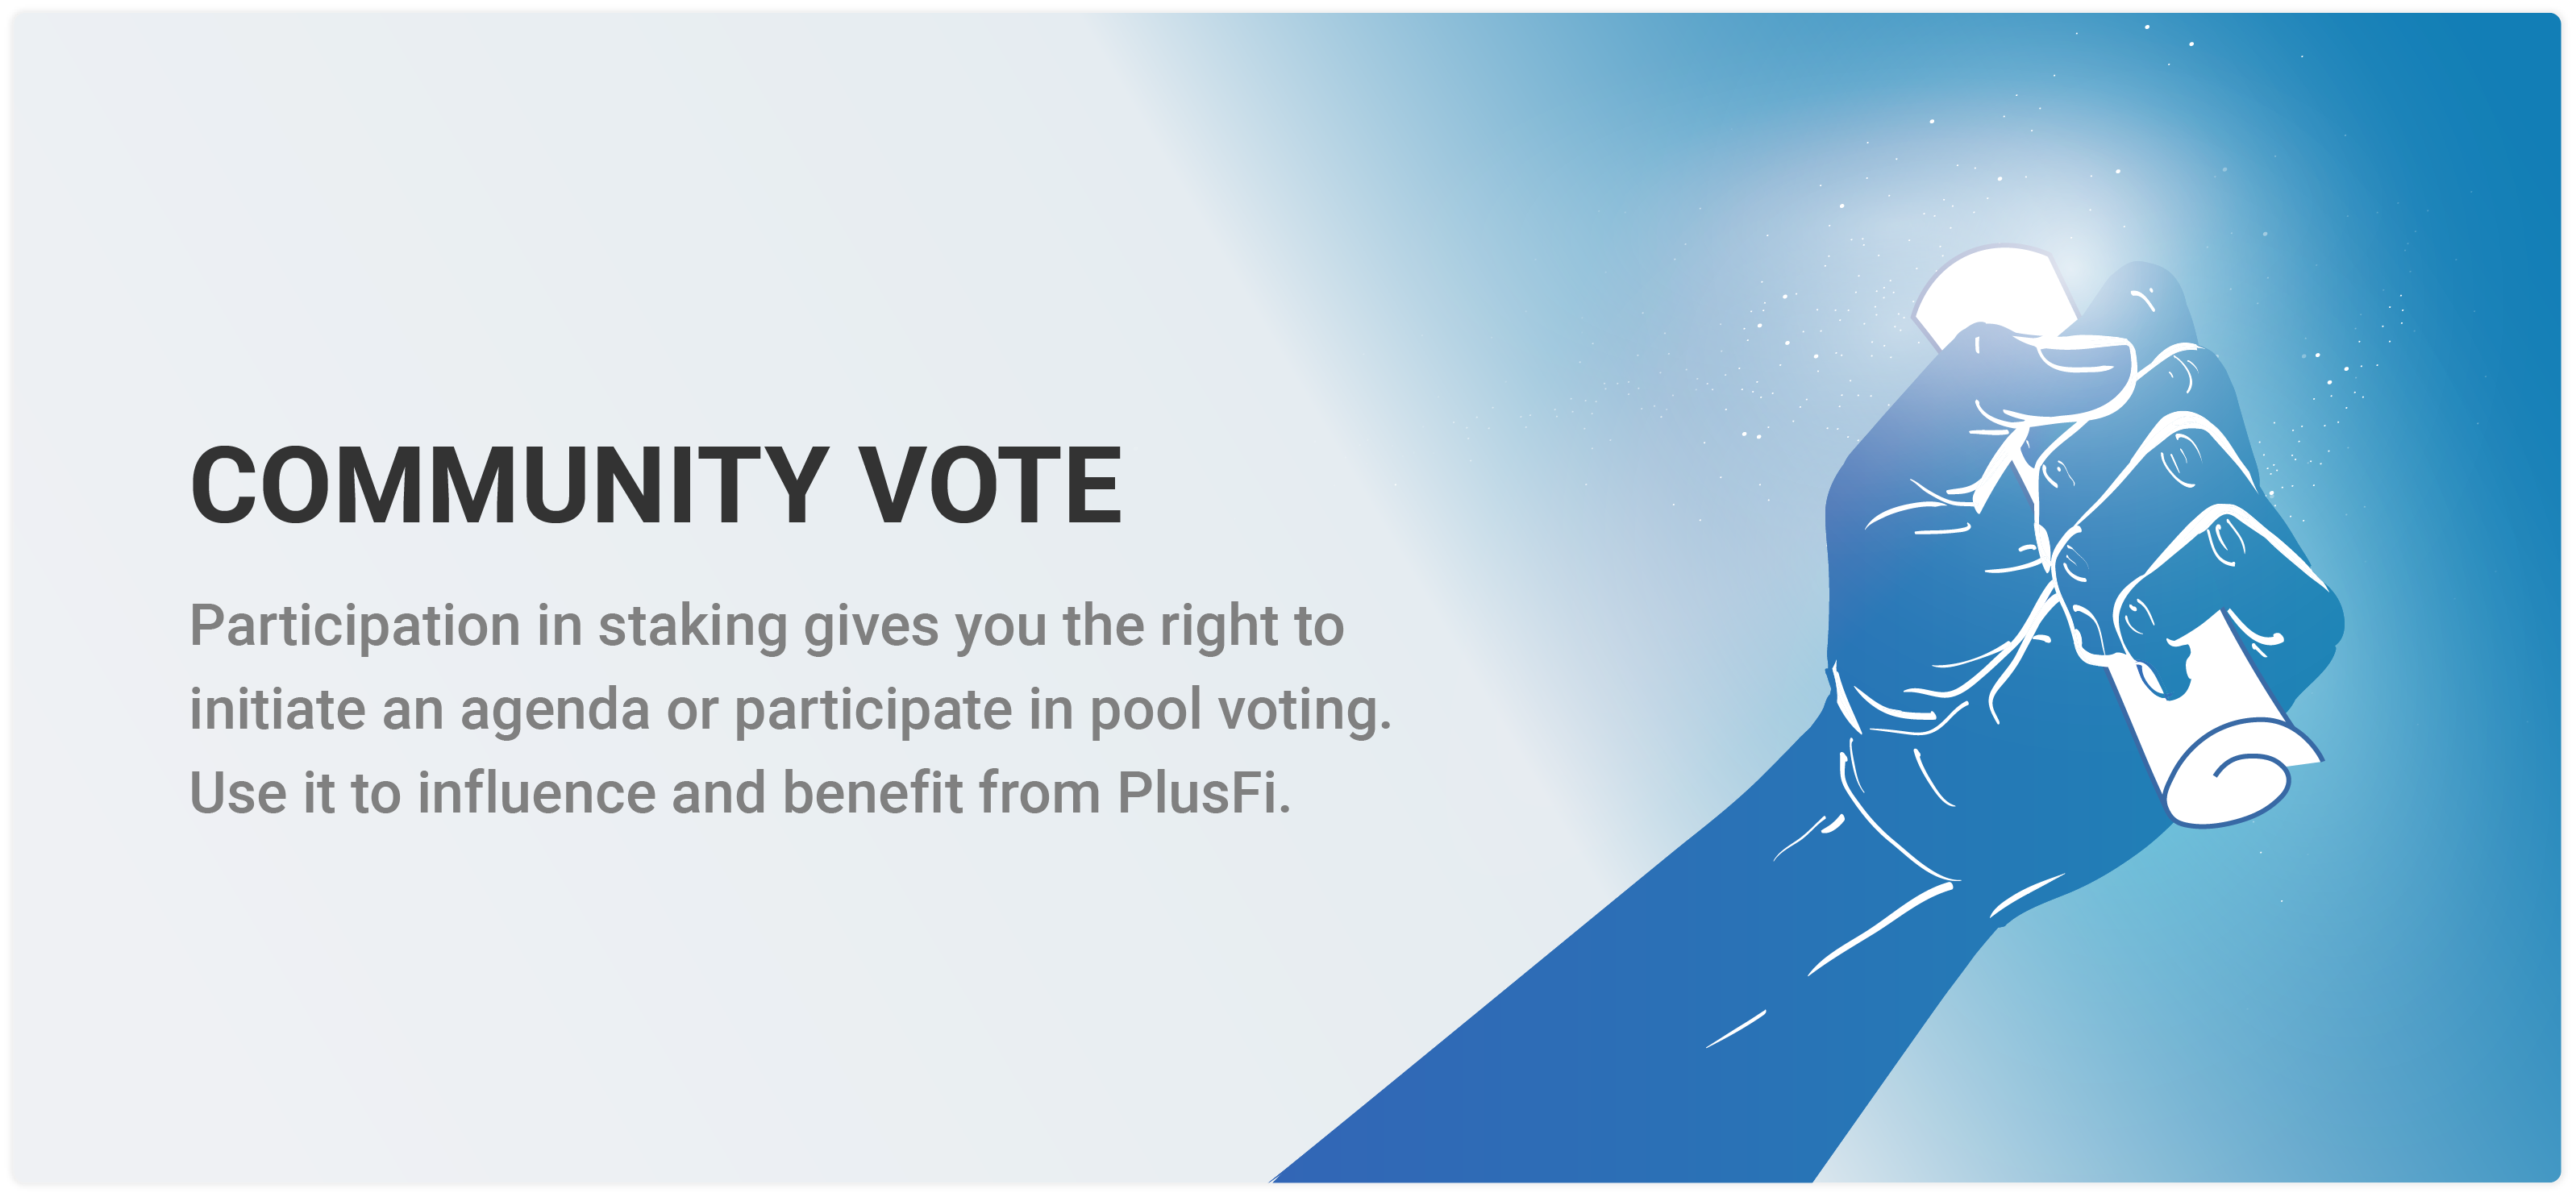 COMMUNITY VOTE
Participation in staking gives you the right to
initiate an agenda or participate in pool voting.
Use it to influence and benefit from PlusFi.